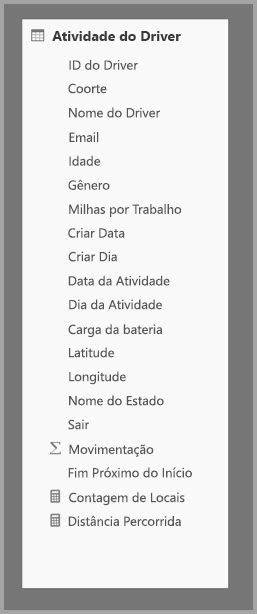 Atividade do Driver
ID do Driver
Coorte
Nome do Driver
Email
Idade
Gênero
Milhas por Trabalho
Criar Data
Criar Dia
Data da Atividade
Dia da Atividade
Carga da bateria
Latitude
Longitude
Nome do Estado
Sair
Movimentação
Fim Próximo do Início
Contagem de Locais
Distância Percorrida